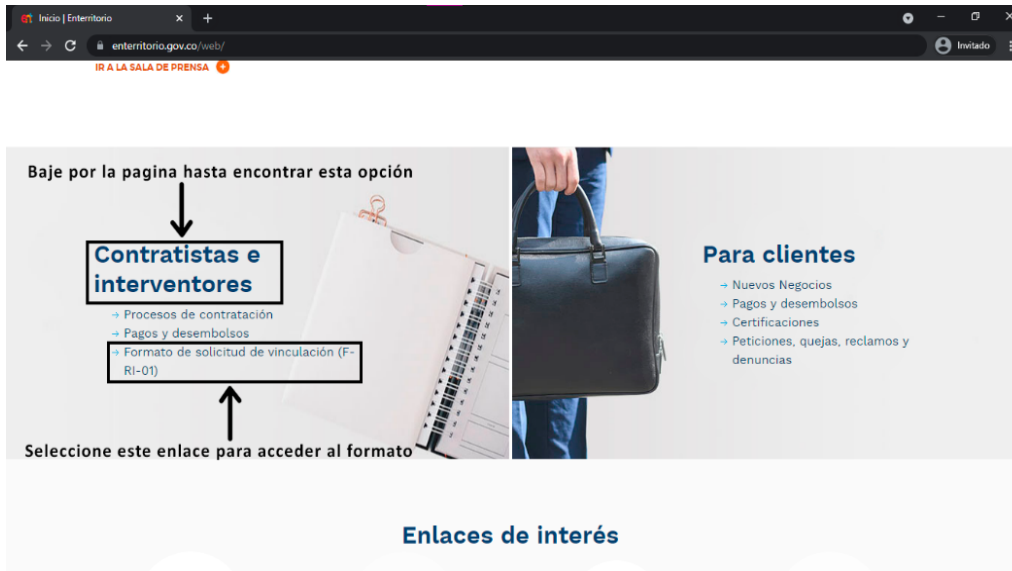 Inicio | Enterritorio
enterritorio.gov.co/web/
Invitado
IR A LA SALA DE PRENSA
Baje por la pagina hasta encontrar esta opción
Contratistas e
interventores
Procesos de contratación
Pagos y desembolsos
Formato de solicitud de vinculación (F-
RI-01)
Seleccione este enlace para acceder al formato
Para clientes
Nuevos Negocios
Pagos y desembolsos
Certificaciones
Peticiones, quejas, reclamos y
denuncias
Enlaces de interés